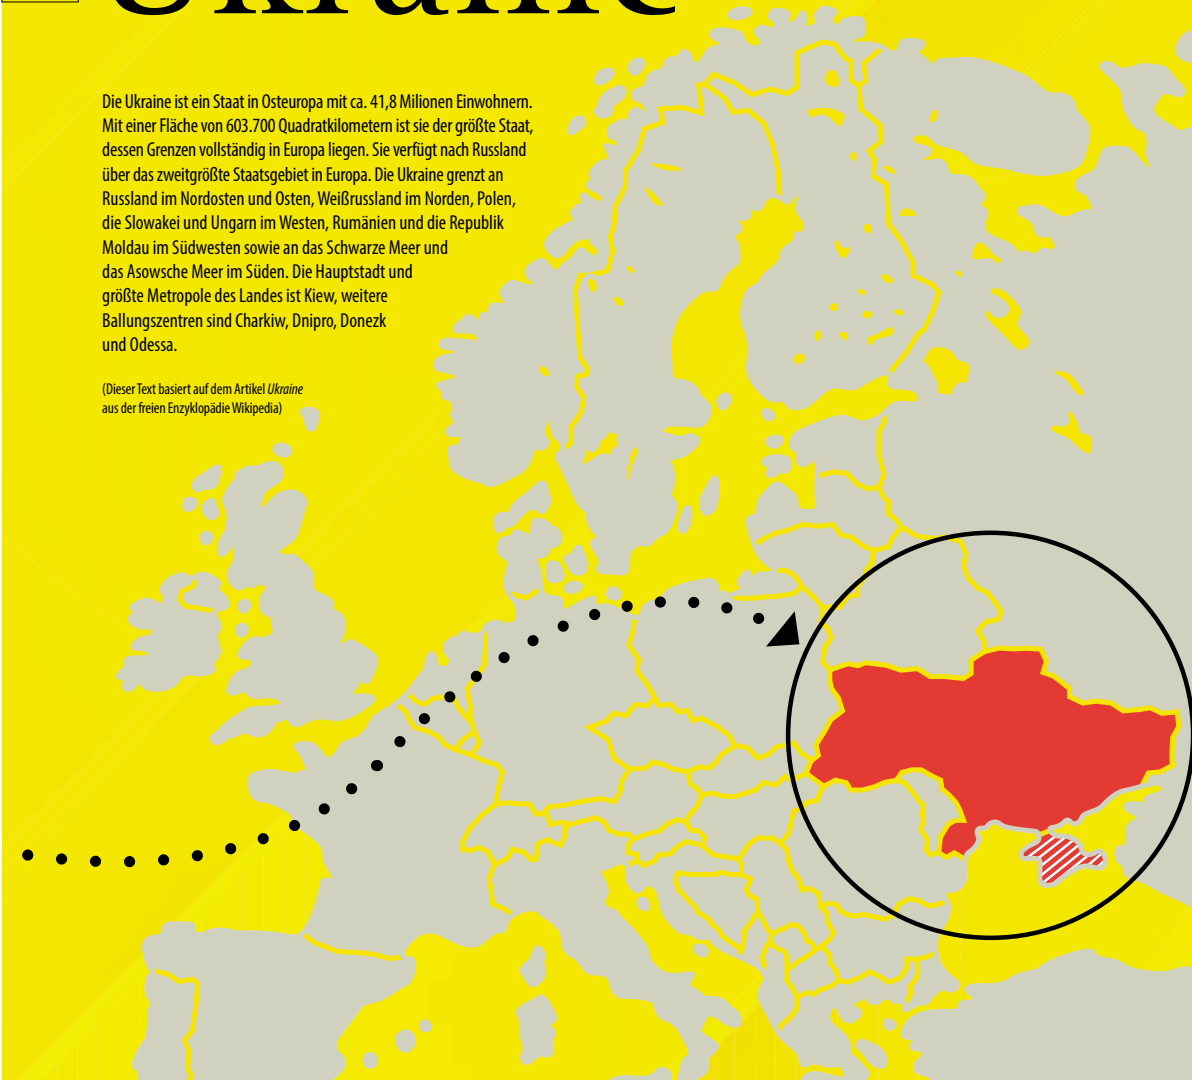 Ukraine
Die Ukraine ist ein Staat in Osteuropa mit ca. 41,8 Milionen Einwohnern.
Mit einer Fläche von 603.700 Quadratkilometern ist sie der größte Staat,
dessen Grenzen vollständig in Europa liegen. Sie verfügt nach Russland
über das zweitgrößte Staatsgebiet in Europa. Die Ukraine grenzt an
Russland im Nordosten und Osten, Weißrussland im Norden, Polen,
die Slowakei und Ungarn im Westen, Rumänien und die Republik
Moldau im Südwesten sowie an das Schwarze Meer und
das Asowsche Meer im Süden. Die Hauptstadt und
größte Metropole des Landes ist Kiew, weitere
Ballungszentren sind Charkiw, Dnipro, Donezk
und Odessa.
(Dieser Text basiert auf dem Artikel Ukraine
aus der freien Enzyklopädie Wikipedia)